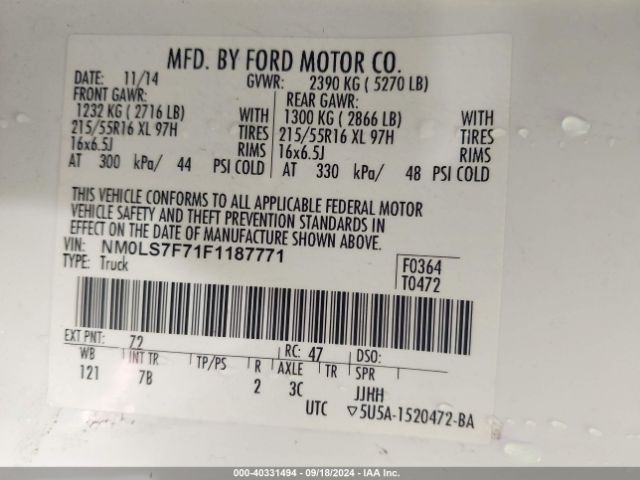 MFD. BY FORD MOTOR CO.
DATE: 11/14 GVWR: 2390 KG ( 5270 LB)
FRONT GAWR: REAR GAWR:
1232 KG ( 2716 LB) WITH 1300 KG ( 2866 LB) WITH
215/55R16 XL 97H TIRES 215/55R16 XL 97H TIRES
16x6.5J RIMS 16x6.5J RIMS
AT 300 kPa/ 44 PSI COLD AT 330 kPa/ 48 PSI COLD
THIS VEHICLE CONFORMS TO ALL APPLICABLE FEDERAL MOTOR
VEHICLE SAFETY AND THEFT PREVENTION STANDARDS IN
EFFECT ON THE DATE OF MANUFACTURE SHOWN ABOVE.
VIN: NM0LS7F71F1187771
TYPE: Truck
F0364
T0472
EXT PNT: 72 RC: 47 DSO:
WB INT TR TP/PS R AXLE TR SPR
121 7B 2 3C JJHH
UTC ▽5U5A-1520472-BA
000-40331494 - 09/18/2024 - IAA Inc.